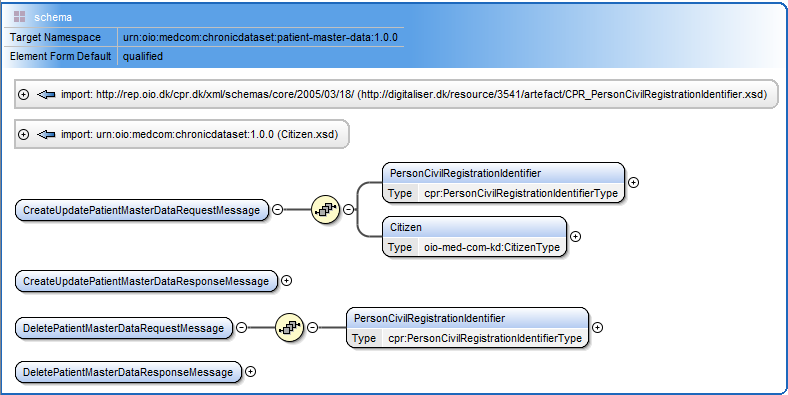 schema
Target Namespace urn:oio:medcom:chronicdataset:patient-master-data:1.0.0
Element Form Default qualified
import: http://rep.oio.dk/cpr.dk/xml/schemas/core/2005/03/18/ (http://digitaliser.dk/resource/3541/artefact/CPR_PersonCivilRegistrationIdentifier.xsd)
import: urn:oio:medcom:chronicdataset:1.0.0 (Citizen.xsd)
PersonCivilRegistrationIdentifier
Type cpr:PersonCivilRegistrationIdentifierType
CreateUpdatePatientMasterDataRequestMessage
Citizen
Type oio-med-com-kd:CitizenType
CreateUpdatePatientMasterDataResponseMessage
PersonCivilRegistrationIdentifier
DeletePatientMasterDataRequestMessage
Type cpr:PersonCivilRegistrationIdentifierType
DeletePatientMasterDataResponseMessage